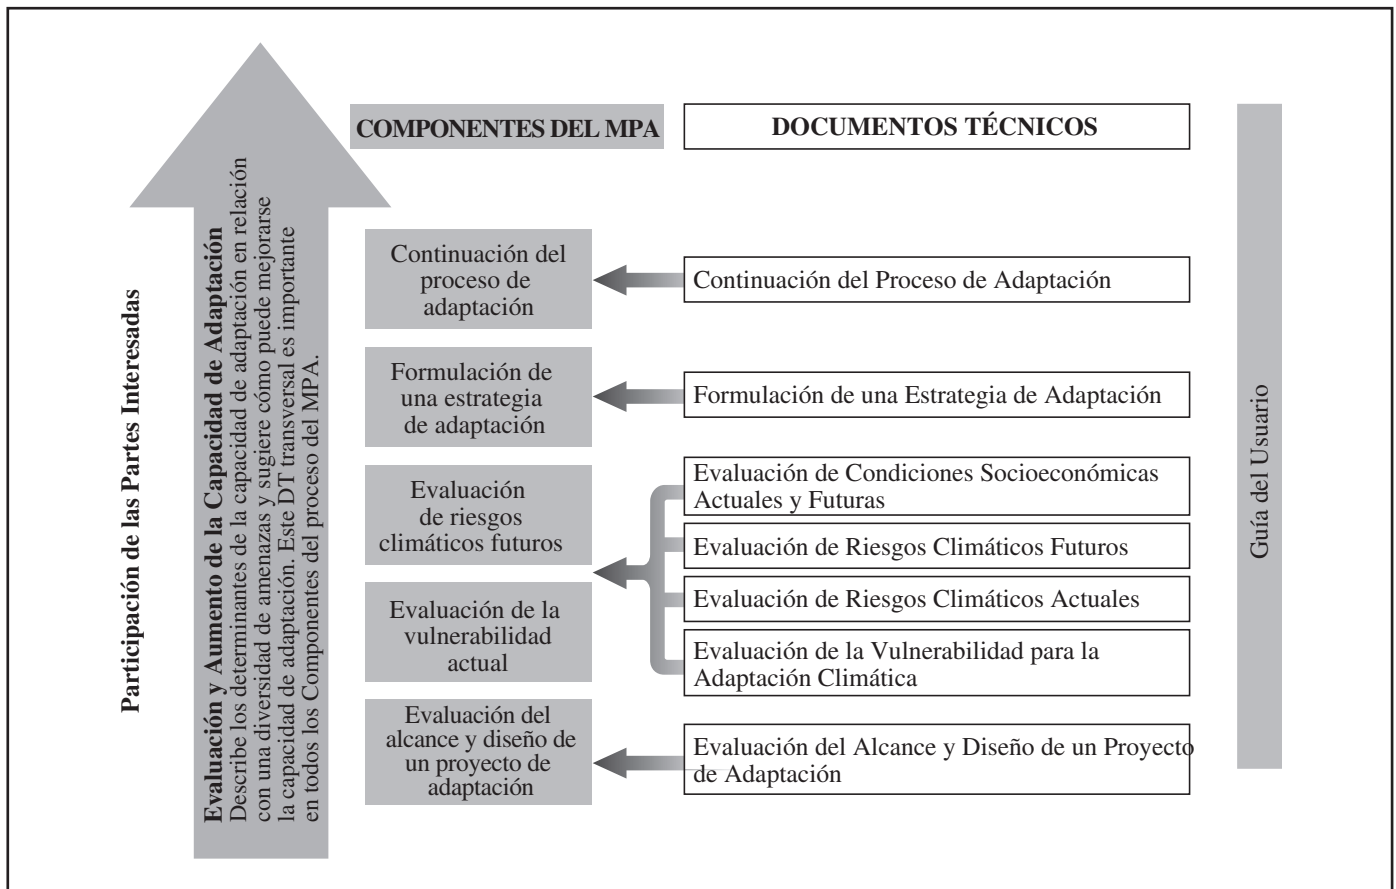 Participación de las Partes Interesadas
Evaluación y Aumento de la Capacidad de Adaptación
Describe los determinantes de la capacidad de adaptación en relación
con una diversidad de amenazas y sugiere cómo puede mejorarse
la capacidad de adaptación. Este DT transversal es importante
en todos los Componentes del proceso del MPA.
COMPONENTES DEL MPA
DOCUMENTOS TÉCNICOS
Continuación del
proceso de
adaptación
Continuación del Proceso de Adaptación
Formulación de
una estrategia
de adaptación
Formulación de una Estrategia de Adaptación
Evaluación
de riesgos
climáticos futuros
Evaluación de la
vulnerabilidad
actual
Evaluación de Condiciones Socioeconómicas
Actuales y Futuras
Evaluación de Riesgos Climáticos Futuros
Evaluación de Riesgos Climáticos Actuales
Evaluación de la Vulnerabilidad para la
Adaptación Climática
Evaluación del
alcance y diseño de
un proyecto de
adaptación
Evaluación del Alcance y Diseño de un Proyecto
de Adaptación
Guía del Usuario